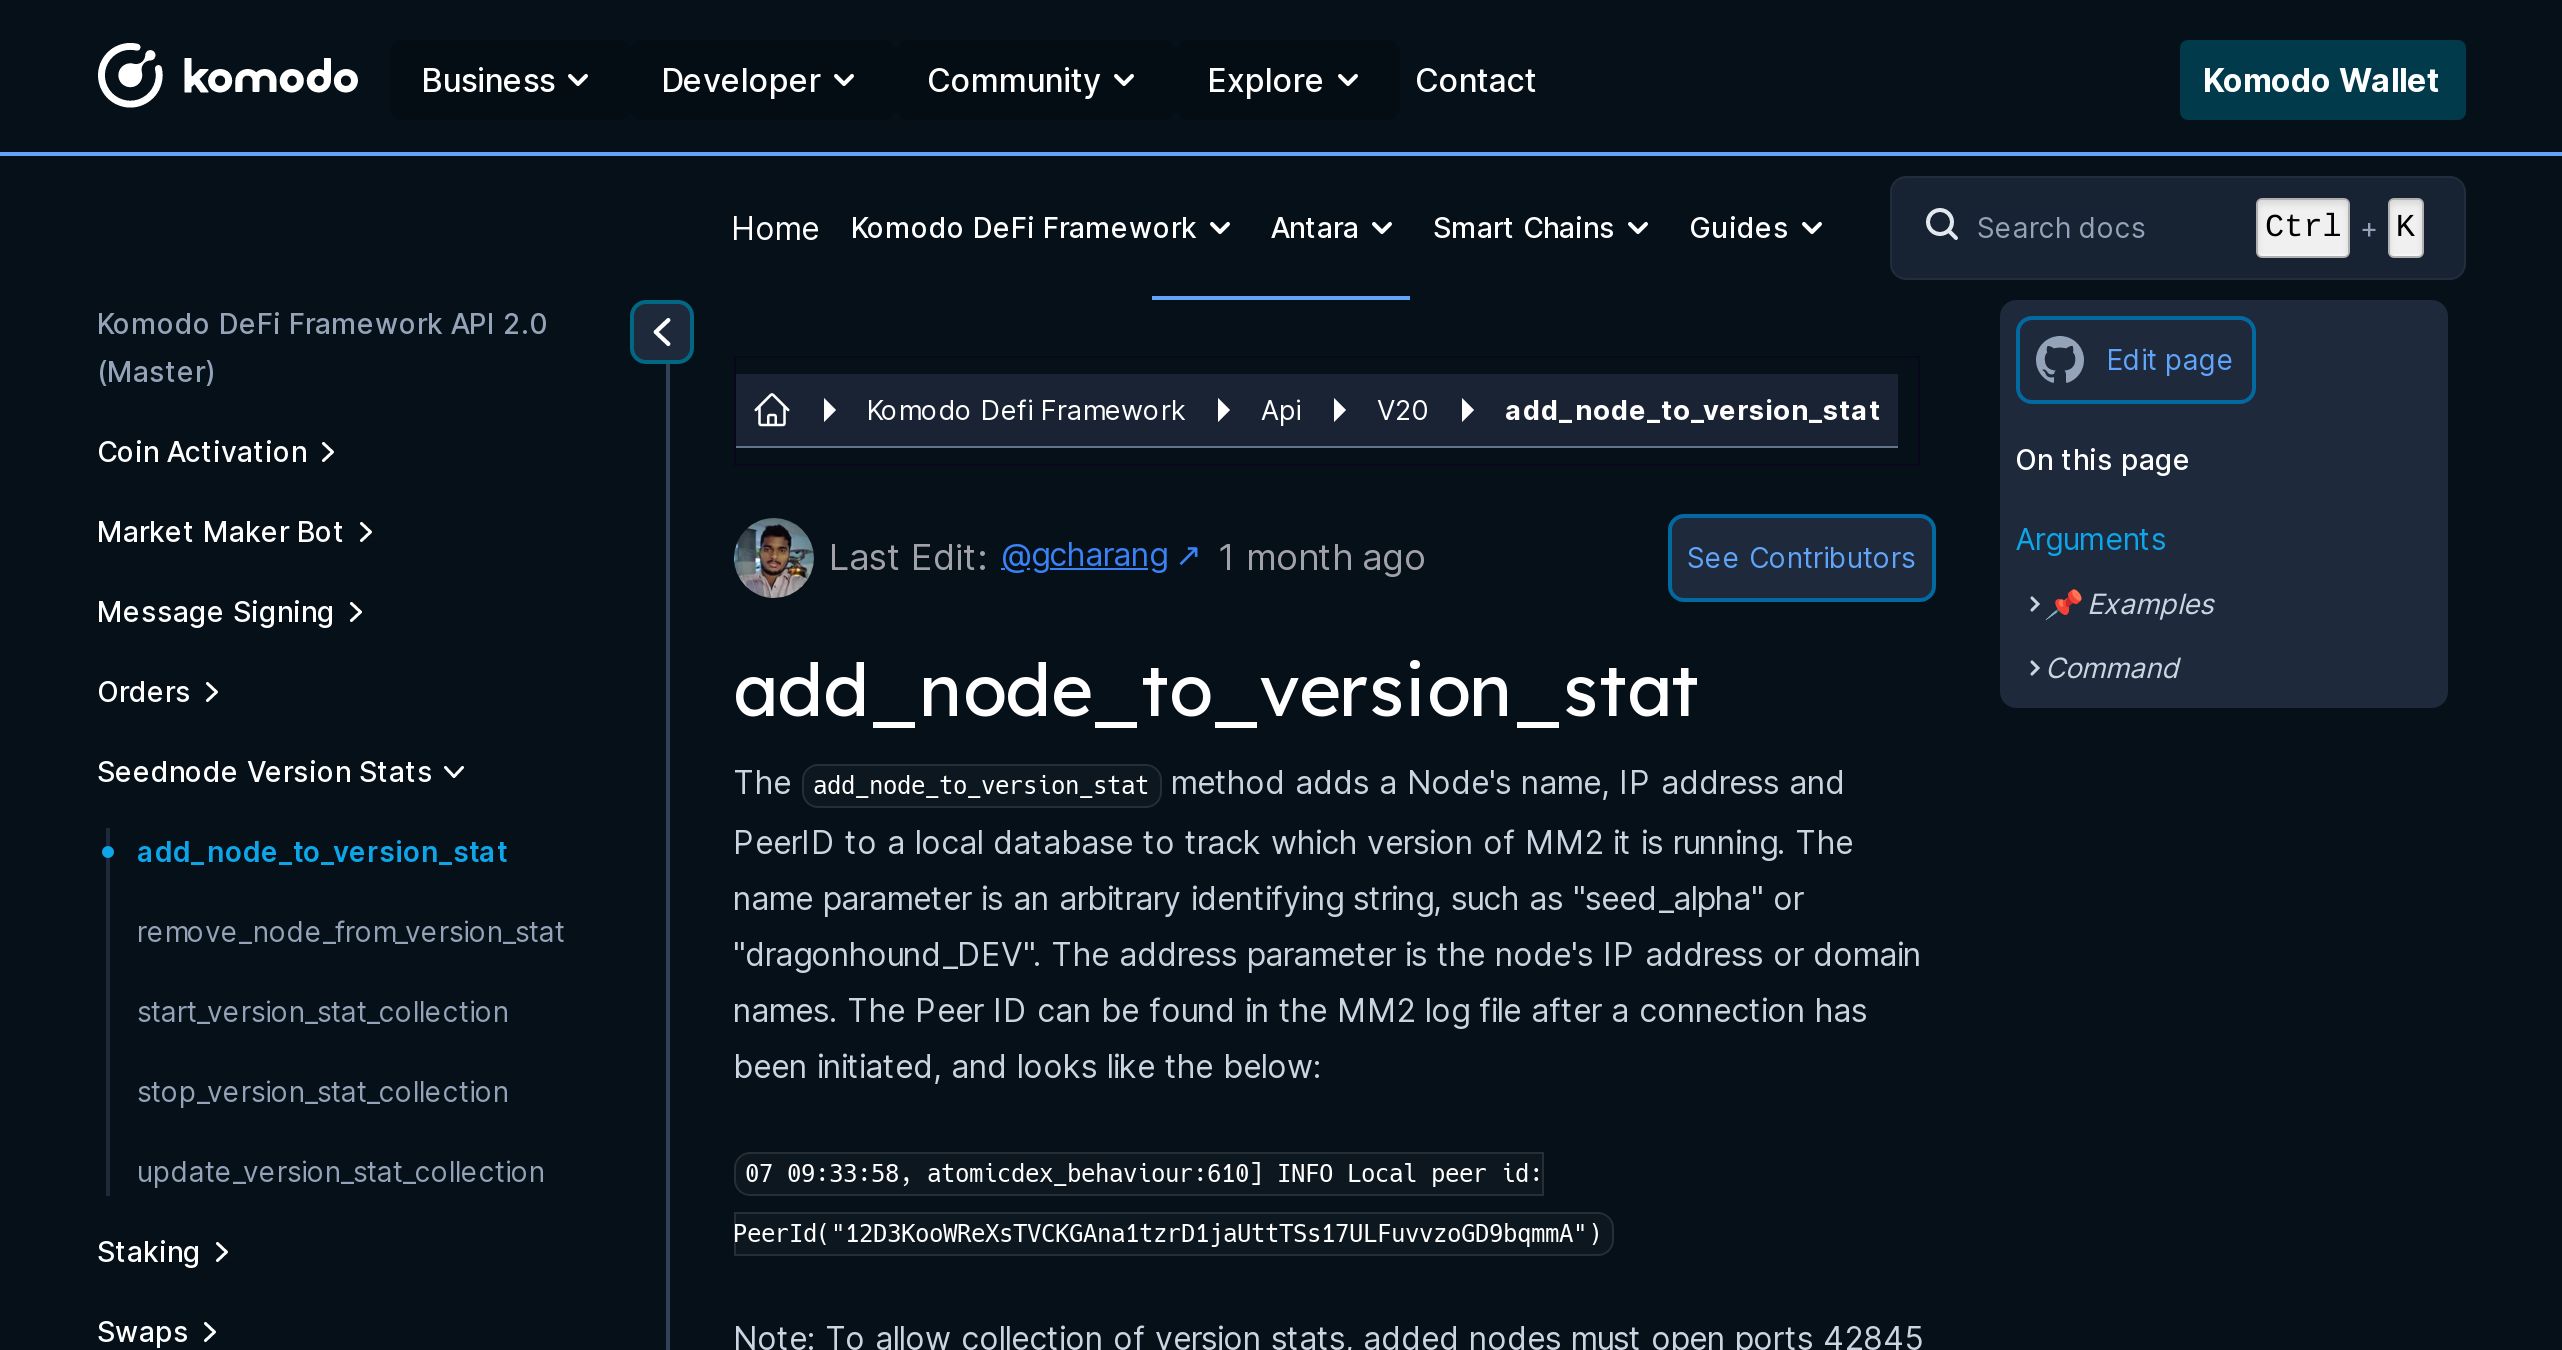 komodo Business Developer Community Explore Contact Komodo Wallet
Home Komodo DeFi Framework Antara Smart Chains Guides Search docs Ctrl + K
Komodo DeFi Framework API 2.0
(Master)
Coin Activation
Market Maker Bot
Message Signing
Orders
Seednode Version Stats
add_node_to_version_stat
remove_node_from_version_stat
start_version_stat_collection
stop_version_stat_collection
update_version_stat_collection
Staking
Swaps
Komodo Defi Framework Api V20 add_node_to_version_stat
Last Edit: @gcharang ↗ 1 month ago See Contributors
add_node_to_version_stat
The add_node_to_version_stat method adds a Node's name, IP address and
PeerID to a local database to track which version of MM2 it is running. The
name parameter is an arbitrary identifying string, such as "seed_alpha" or
"dragonhound_DEV". The address parameter is the node's IP address or domain
names. The Peer ID can be found in the MM2 log file after a connection has
been initiated, and looks like the below:
07 09:33:58, atomicdex_behaviour:610] INFO Local peer id:
PeerId("12D3KooWReXsTVCKGAna1tzrD1jaUttTSs17ULFuvvzoGD9bqmmA")
Note: To allow collection of version stats, added nodes must open ports 42845
Edit page
On this page
Arguments
📌 Examples
Command